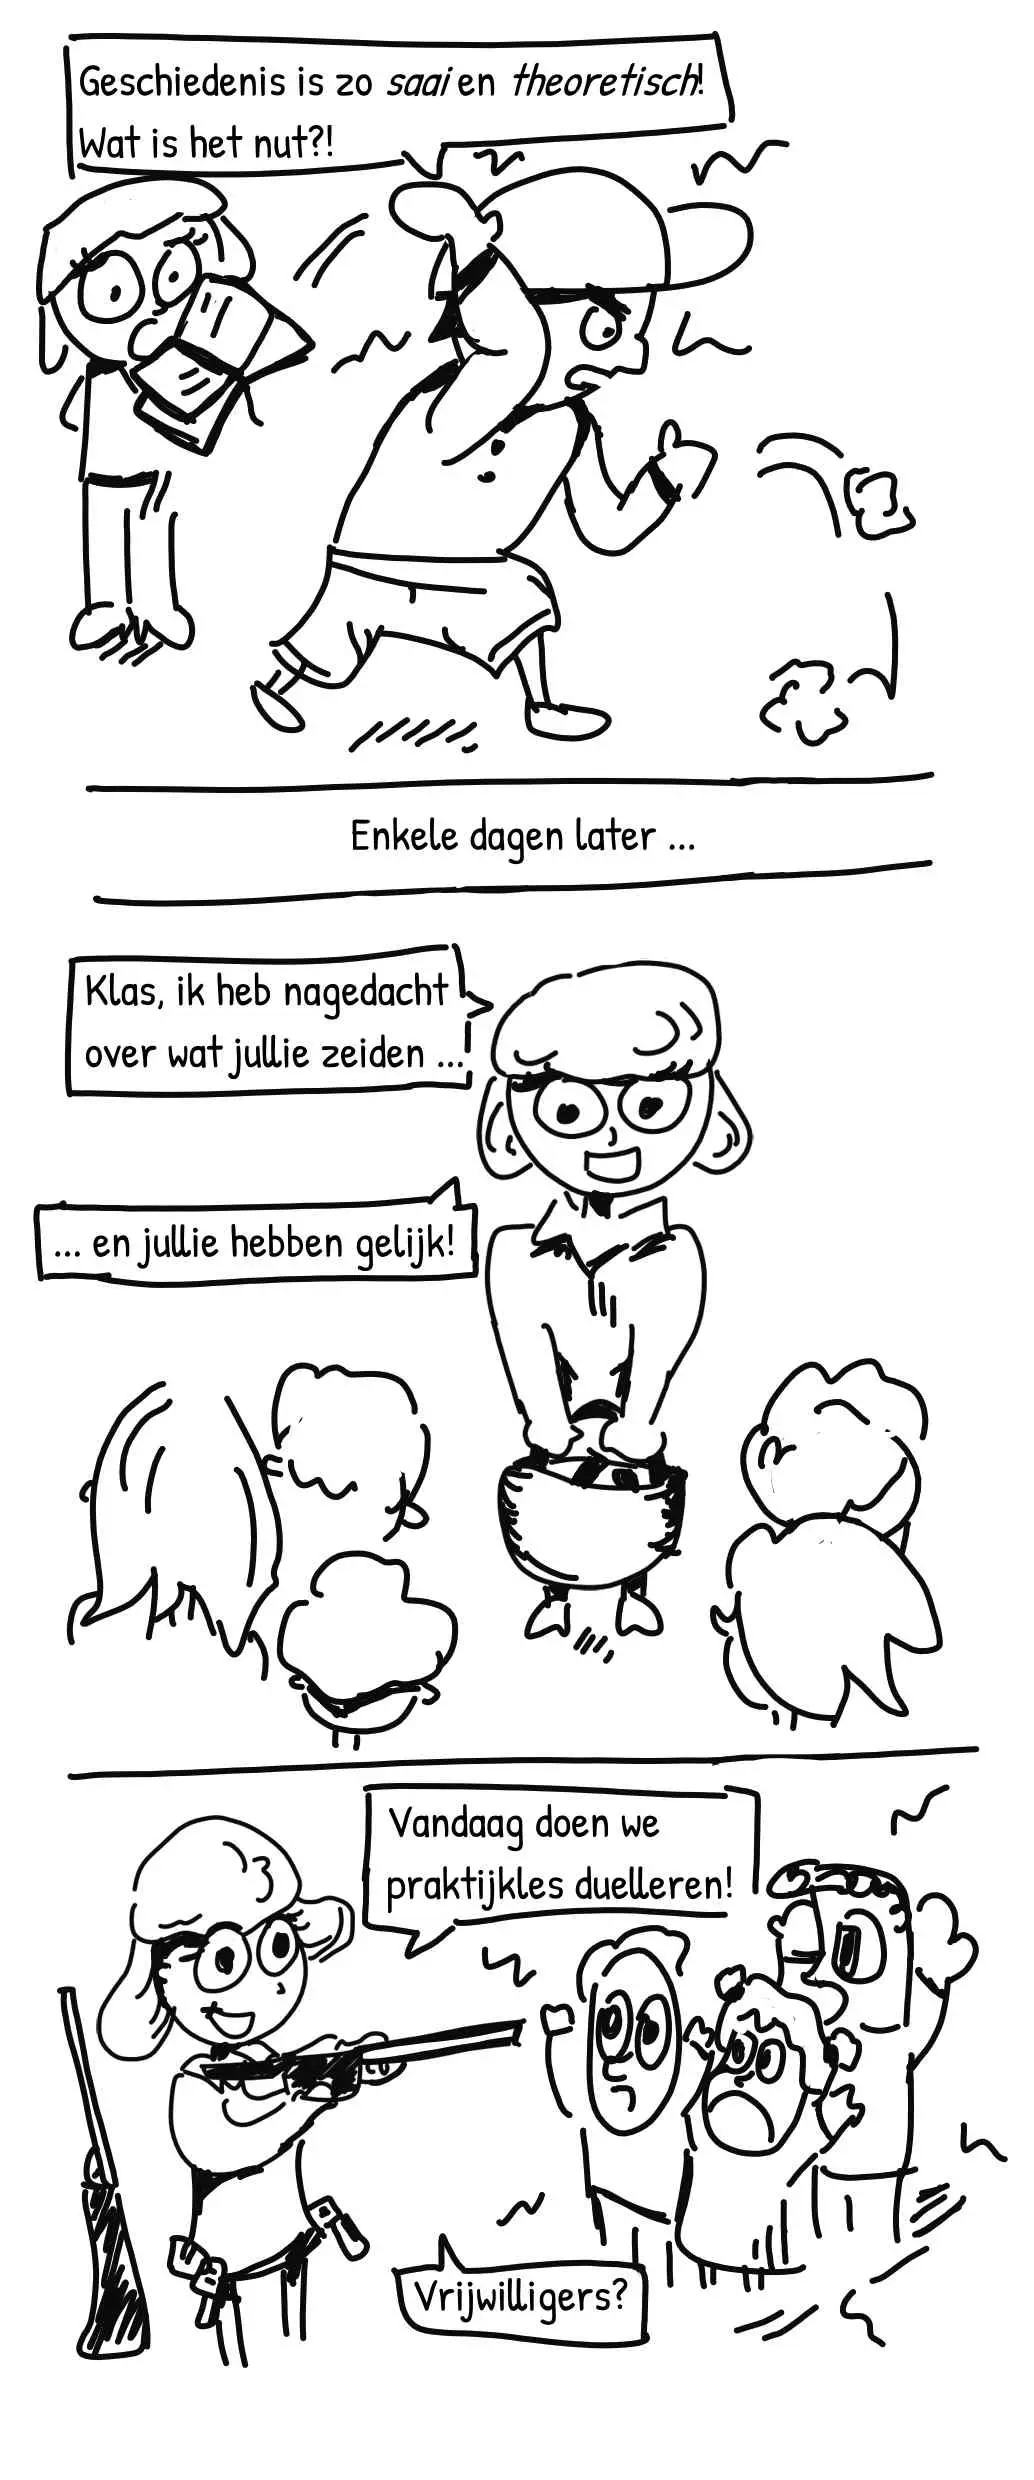 Geschiedenis is zo saai en theoretisch!
Wat is het nut?!
Enkele dagen later ...
Klas, ik heb nagedacht
over wat jullie zeiden ...
... en jullie hebben gelijk!
Vandaag doen we
praktijkles duelleren!
Vrijwilligers?